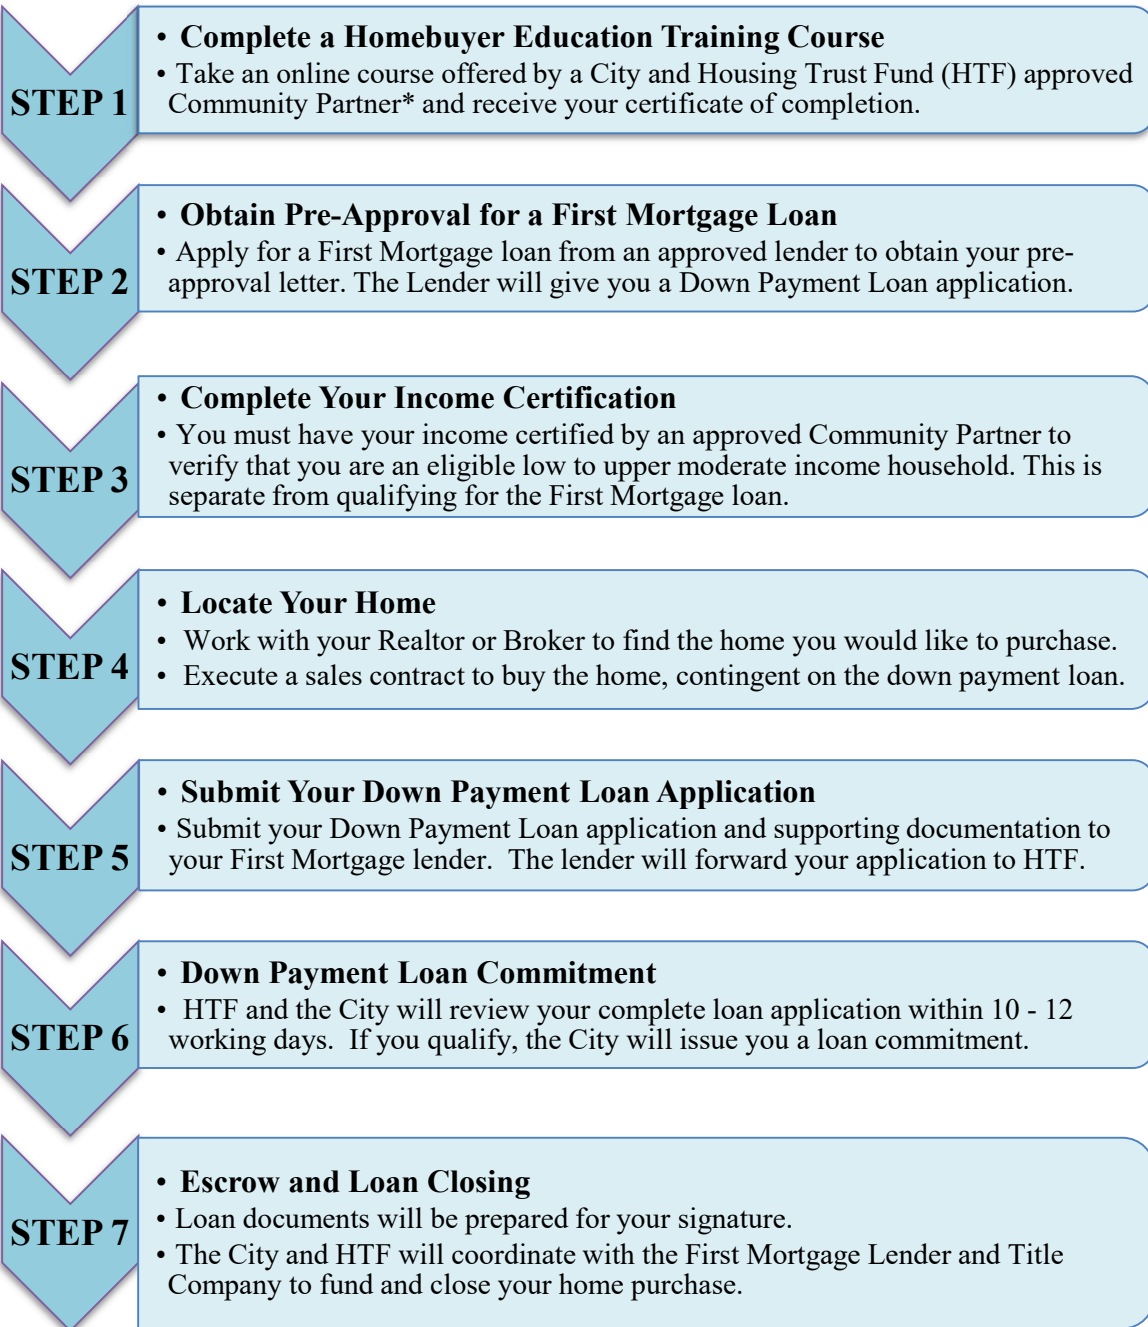 STEP 1
• Complete a Homebuyer Education Training Course
• Take an online course offered by a City and Housing Trust Fund (HTF) approved
Community Partner* and receive your certificate of completion.
STEP 2
• Obtain Pre-Approval for a First Mortgage Loan
• Apply for a First Mortgage loan from an approved lender to obtain your pre-
approval letter. The Lender will give you a Down Payment Loan application.
STEP 3
• Complete Your Income Certification
• You must have your income certified by an approved Community Partner to
verify that you are an eligible low to upper moderate income household. This is
separate from qualifying for the First Mortgage loan.
STEP 4
• Locate Your Home
• Work with your Realtor or Broker to find the home you would like to purchase.
• Execute a sales contract to buy the home, contingent on the down payment loan.
STEP 5
• Submit Your Down Payment Loan Application
• Submit your Down Payment Loan application and supporting documentation to
your First Mortgage lender.  The lender will forward your application to HTF.
STEP 6
• Down Payment Loan Commitment
• HTF and the City will review your complete loan application within 10 - 12
working days.  If you qualify, the City will issue you a loan commitment.
STEP 7
• Escrow and Loan Closing
• Loan documents will be prepared for your signature.
• The City and HTF will coordinate with the First Mortgage Lender and Title
Company to fund and close your home purchase.